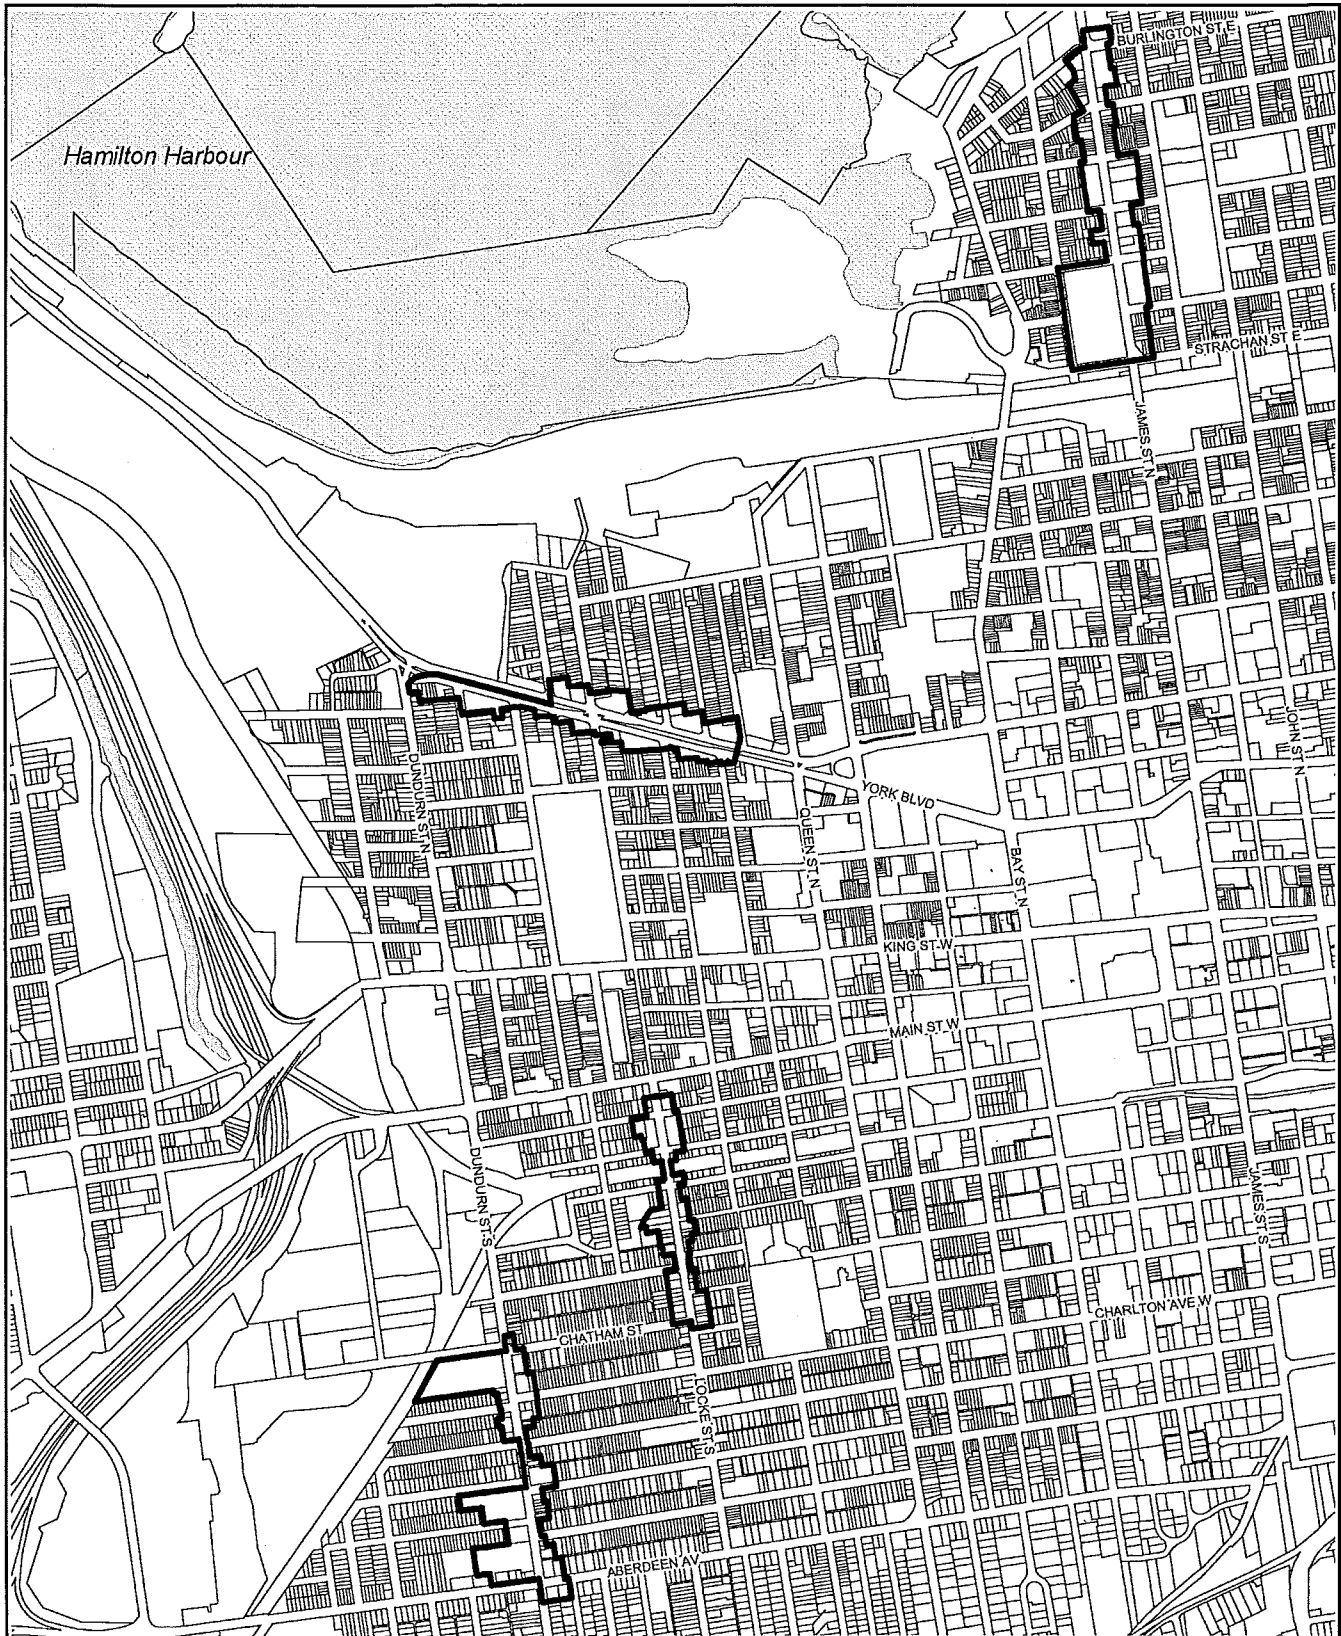 BURLINGTON ST E
Hamilton Harbour
STRACHAN ST E
JAMES ST N
JOHN ST N
DUNDURN ST N
YORK BLVD
QUEEN ST N
BAY ST N
KING ST W
MAIN ST W
DUNDURN ST S
JAMES ST S
CHARLTON AVE W
CHATHAM ST
LOCKE ST S
ABERDEEN AV